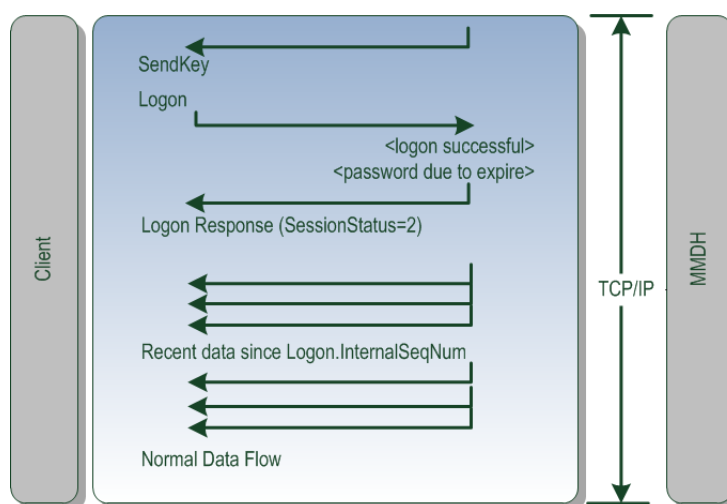 SendKey
Logon
<logon successful>
<password due to expire>
Logon Response (SessionStatus=2)
Client
TCP/IP
MMDH
Recent data since Logon.InternalSeqNum
Normal Data Flow